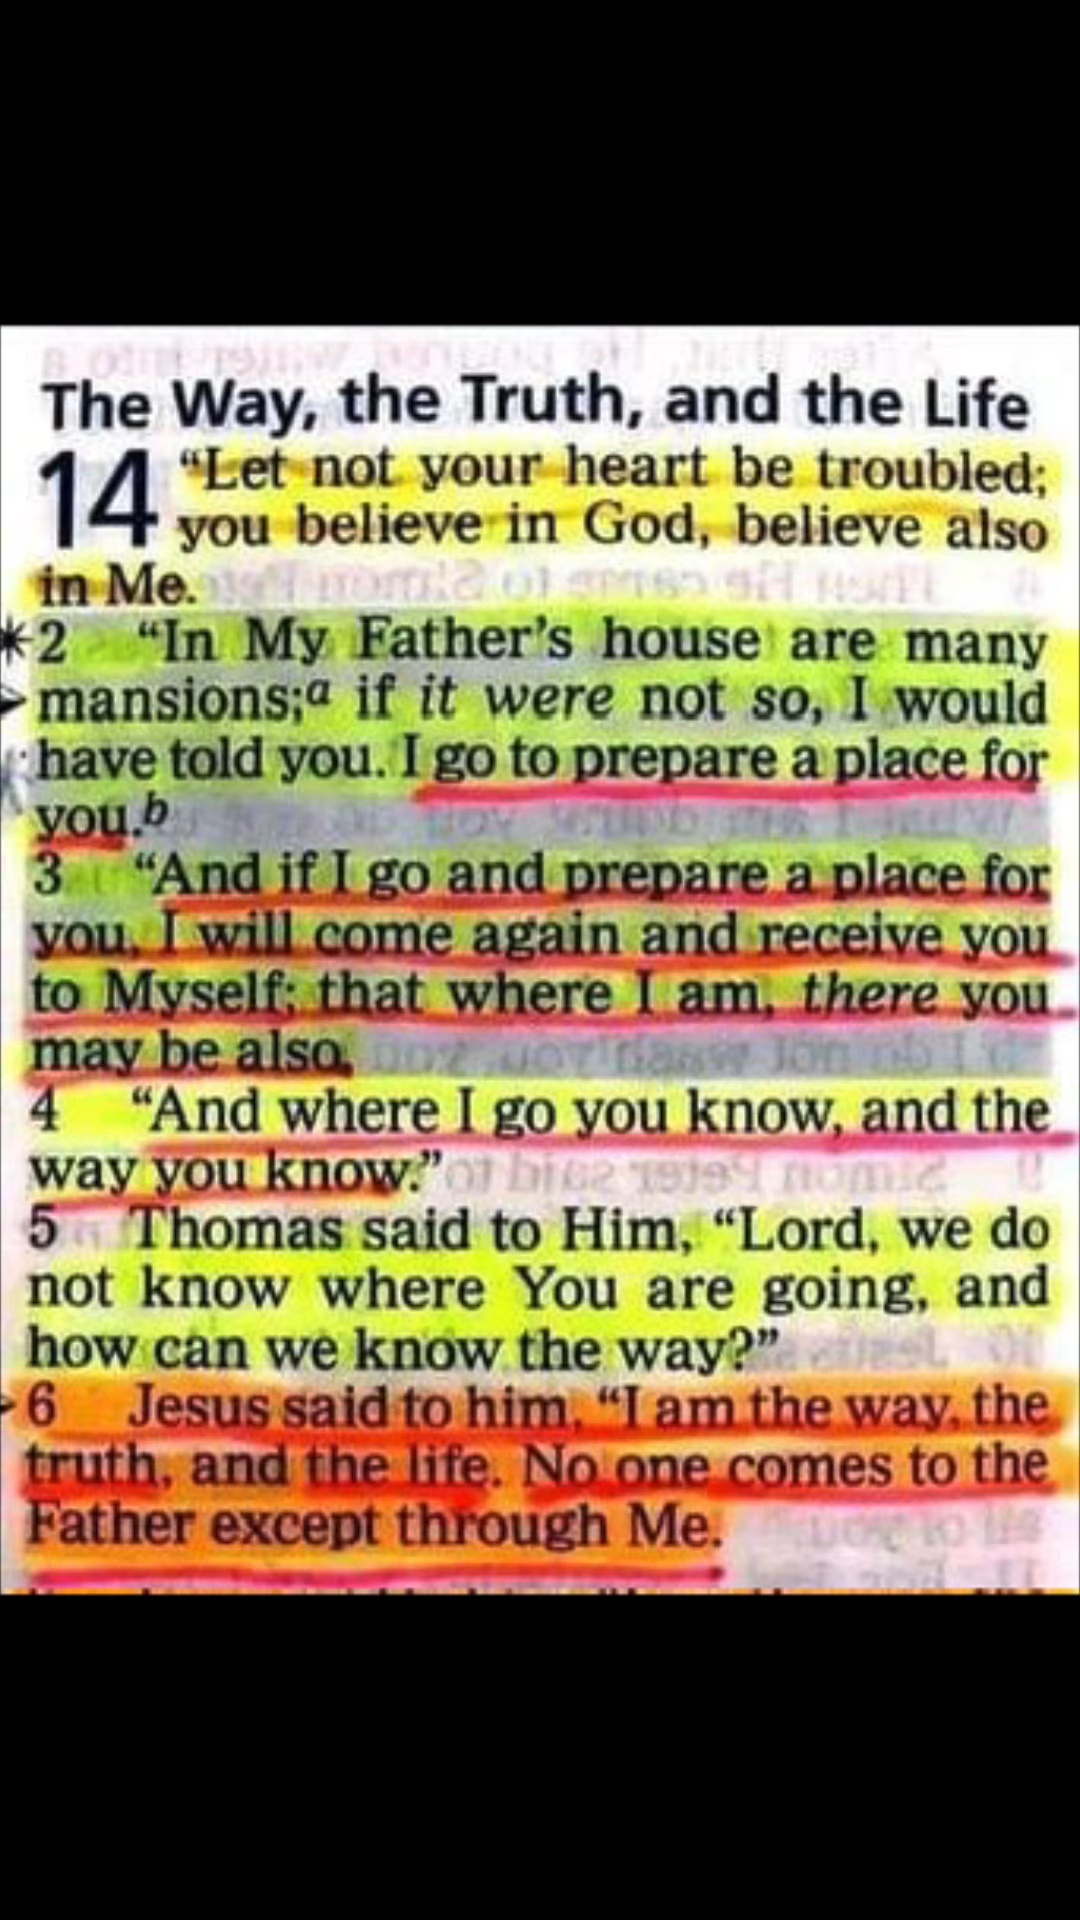 The Way, the Truth, and the Life
14 “Let not your heart be troubled;
you believe in God, believe also
in Me.
2 “In My Father’s house are many
mansions;a if it were not so, I would
have told you. I go to prepare a place for
you.b
3 “And if I go and prepare a place for
you, I will come again and receive you
to Myself; that where I am, there you
may be also.
4 “And where I go you know, and the
way you know.”
5 Thomas said to Him, “Lord, we do
not know where You are going, and
how can we know the way?”
6 Jesus said to him, “I am the way, the
truth, and the life. No one comes to the
Father except through Me.